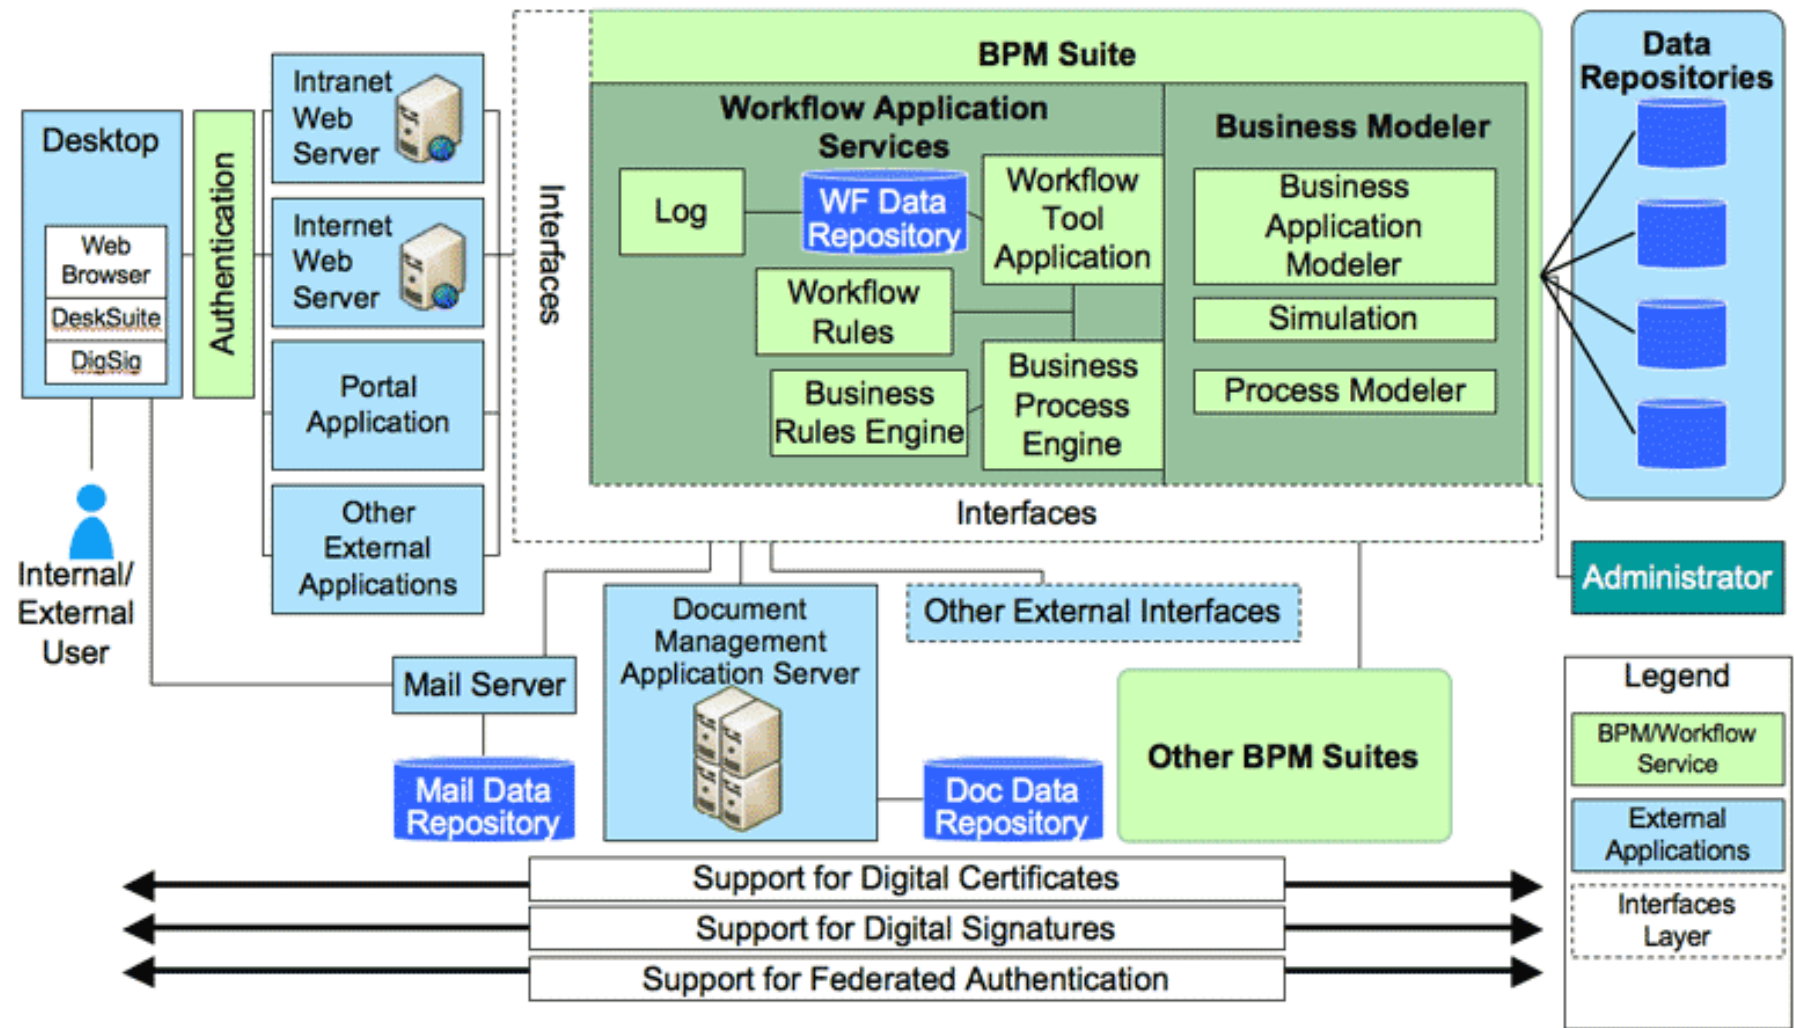 BPM Suite
Data
Repositories
Workflow Application
Services
Business Modeler
Intranet
Web
Server
Desktop
Authentication
Interfaces
Log
WF Data
Repository
Workflow
Tool
Application
Business
Application
Modeler
Internet
Web
Server
Web
Browser
DeskSuite
DigSig
Workflow
Rules
Simulation
Portal
Application
Business
Rules Engine
Business
Process
Engine
Process Modeler
Other
External
Applications
Interfaces
Internal/
External
User
Administrator
Document
Management
Application Server
Other External Interfaces
Mail Server
Mail Data
Repository
Doc Data
Repository
Other BPM Suites
Legend
BPM/Workflow
Service
External
Applications
Interfaces
Layer
Support for Digital Certificates
Support for Digital Signatures
Support for Federated Authentication